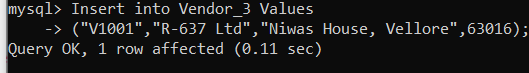 mysql> Insert into Vendor_3 Values
    -> ("V1001","R-637 Ltd","Niwas House, Vellore",63016);
Query OK, 1 row affected (0.11 sec)